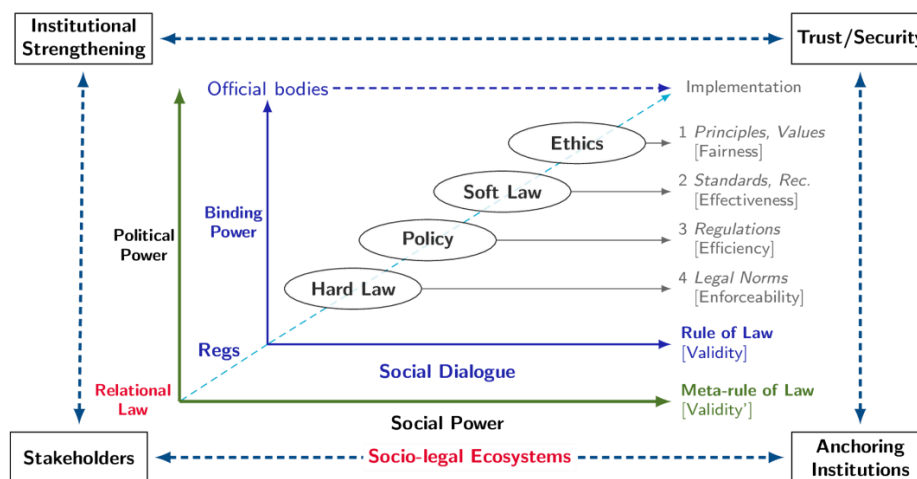 Institutional
Strengthening
Trust/Security
Official bodies
Implementation
Ethics
1 Principles, Values
[Fairness]
Soft Law
2 Standards, Rec.
[Effectiveness]
Binding
Power
Political
Power
Policy
3 Regulations
[Efficiency]
Hard Law
4 Legal Norms
[Enforceability]
Regs
Rule of Law
[Validity]
Social Dialogue
Relational
Law
Meta-rule of Law
[Validity']
Social Power
Stakeholders
Socio-legal Ecosystems
Anchoring
Institutions